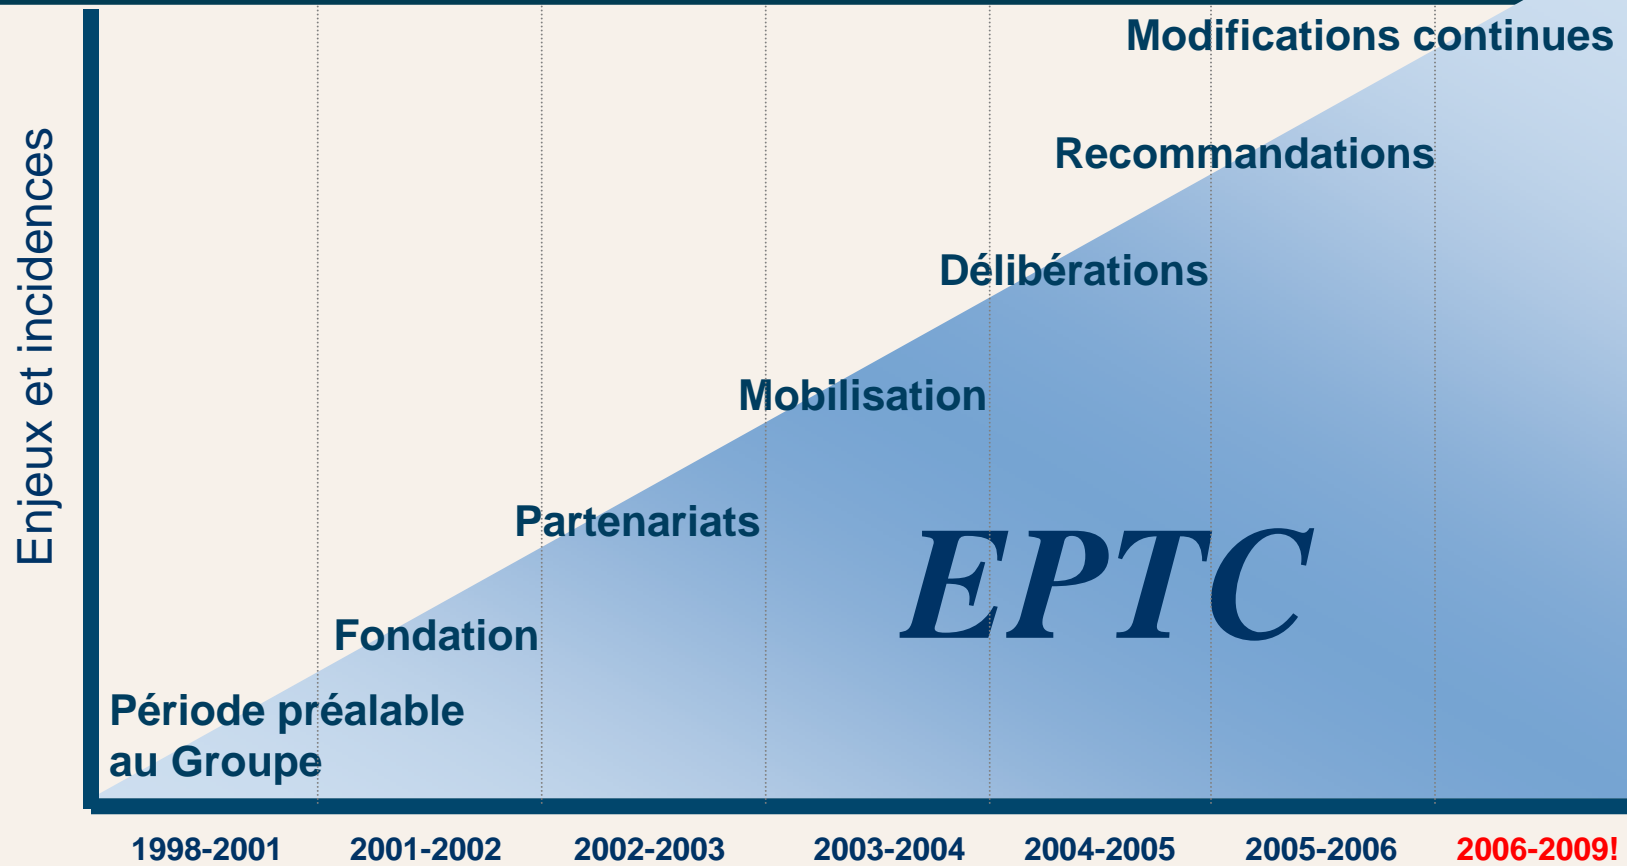 Modifications continues
Recommandations
Délibérations
Mobilisation
Partenariats
Fondation
Période préalable
au Groupe
EPTC
Enjeux et incidences
1998-2001 2001-2002 2002-2003 2003-2004 2004-2005 2005-2006 2006-2009!